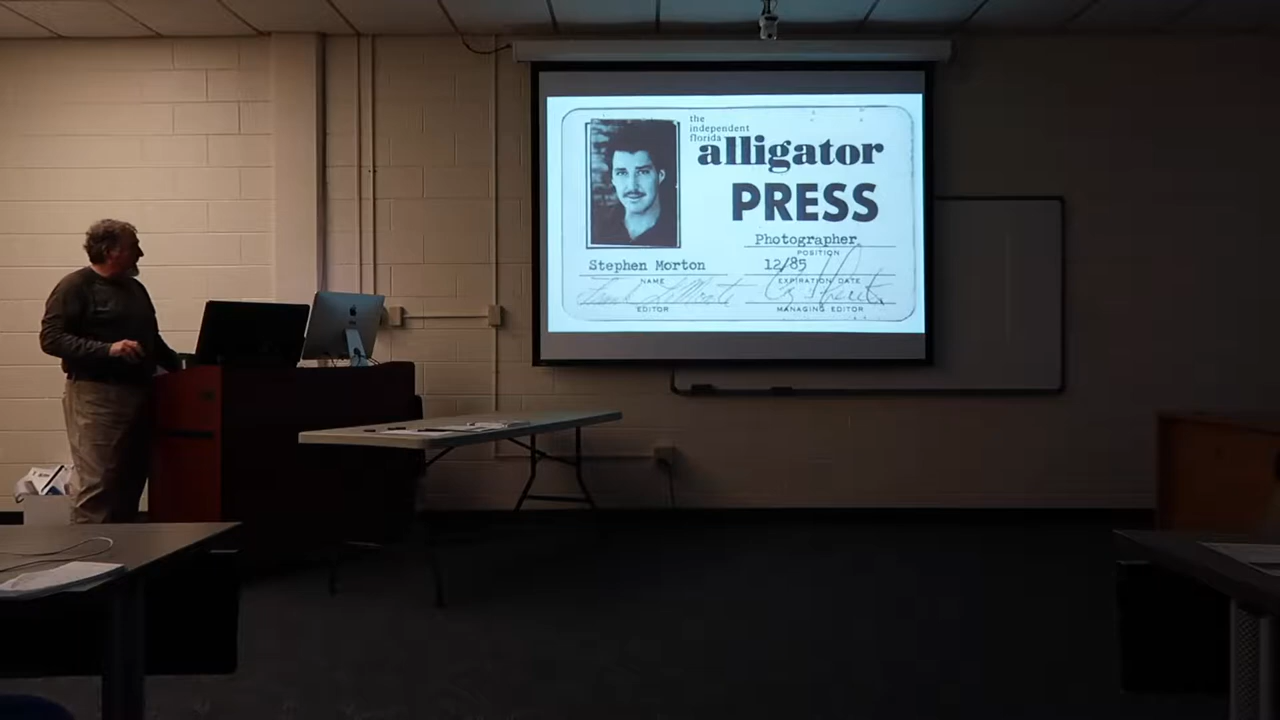 the
independent
florida
alligator
PRESS
Photographer
POSITION
Stephen Morton
12/85
NAME
EXPIRATION DATE
EDITOR
MANAGING EDITOR